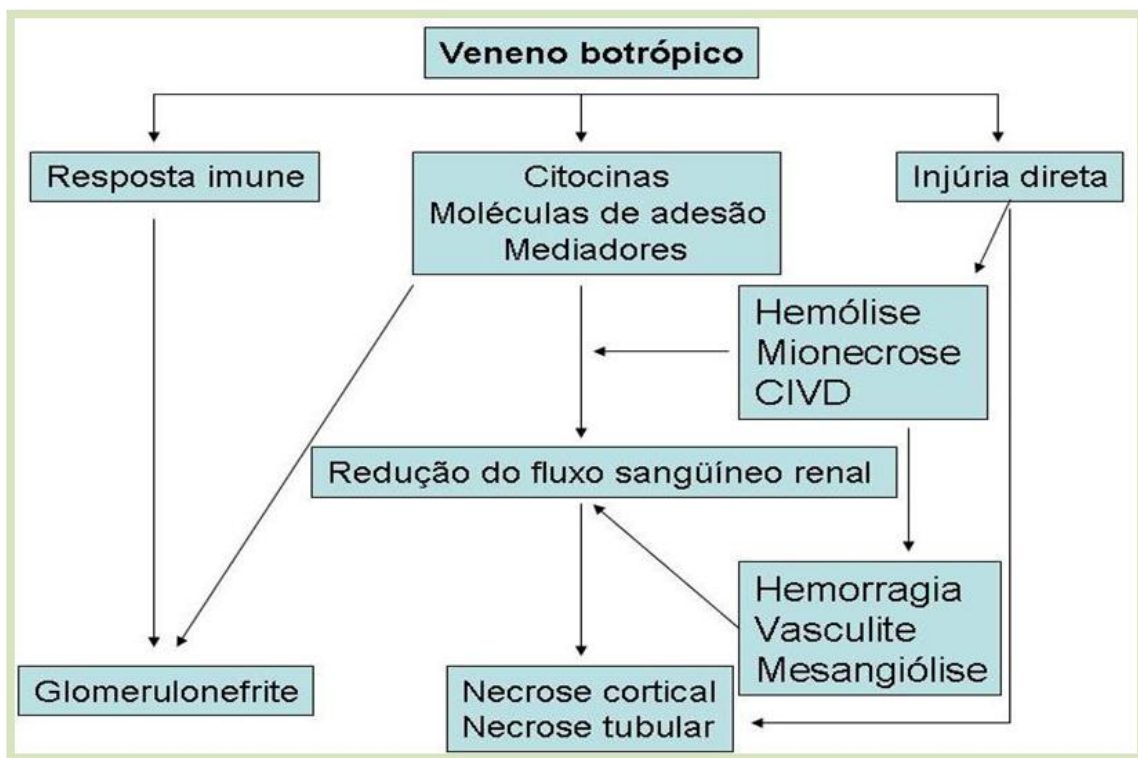 Veneno botrópico
Resposta imune
Citocinas
Moléculas de adesão
Mediadores
Injúria direta
Hemólise
Mionecrose
CIVD
Redução do fluxo sangüíneo renal
Hemorragia
Vasculite
Mesangiólise
Glomerulonefrite
Necrose cortical
Necrose tubular